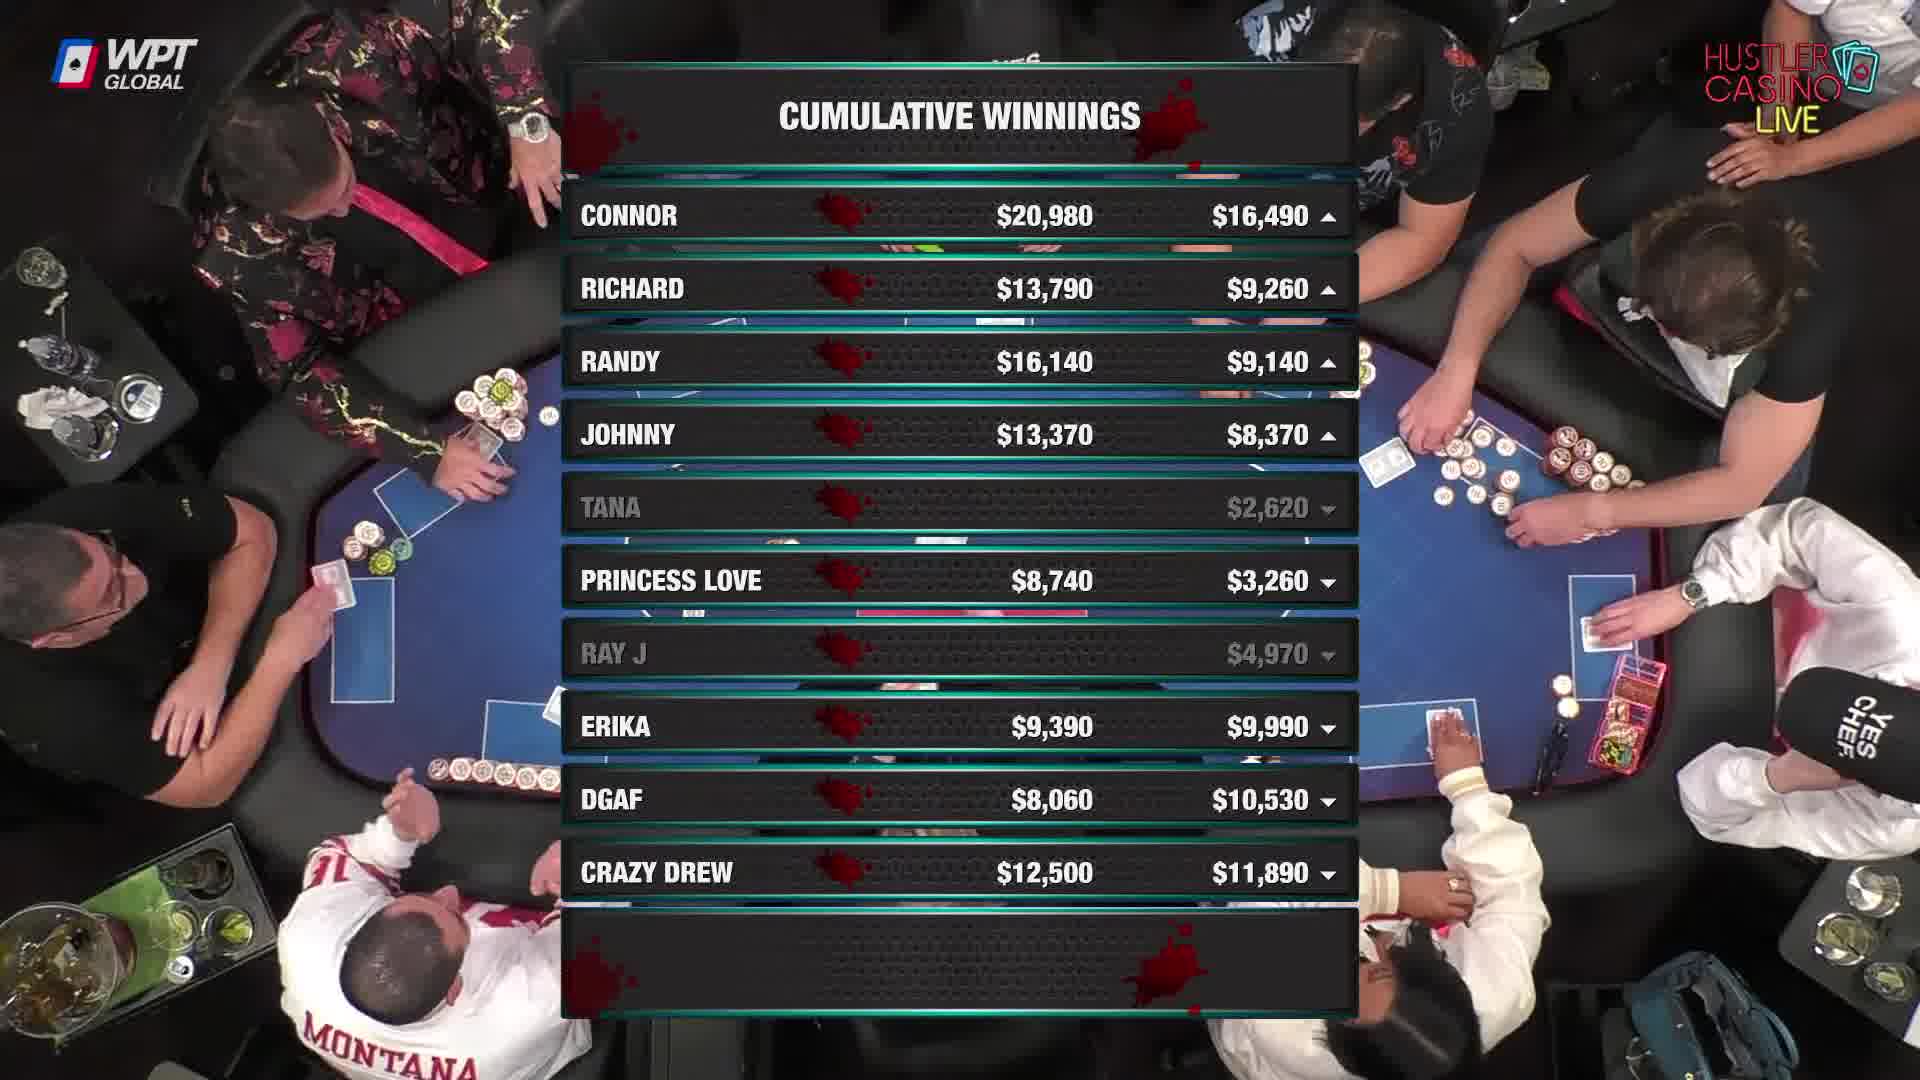 WPT
GLOBAL
HUSTLER
CASINO
LIVE
CUMULATIVE WINNINGS
CONNOR $20,980 $16,490
RICHARD $13,790 $9,260
RANDY $16,140 $9,140
JOHNNY $13,370 $8,370
TANA $2,620
PRINCESS LOVE $8,740 $3,260
RAY J $4,970
ERIKA $9,390 $9,990
DGAF $8,060 $10,530
CRAZY DREW $12,500 $11,890
YES
CHEF
MONTANA